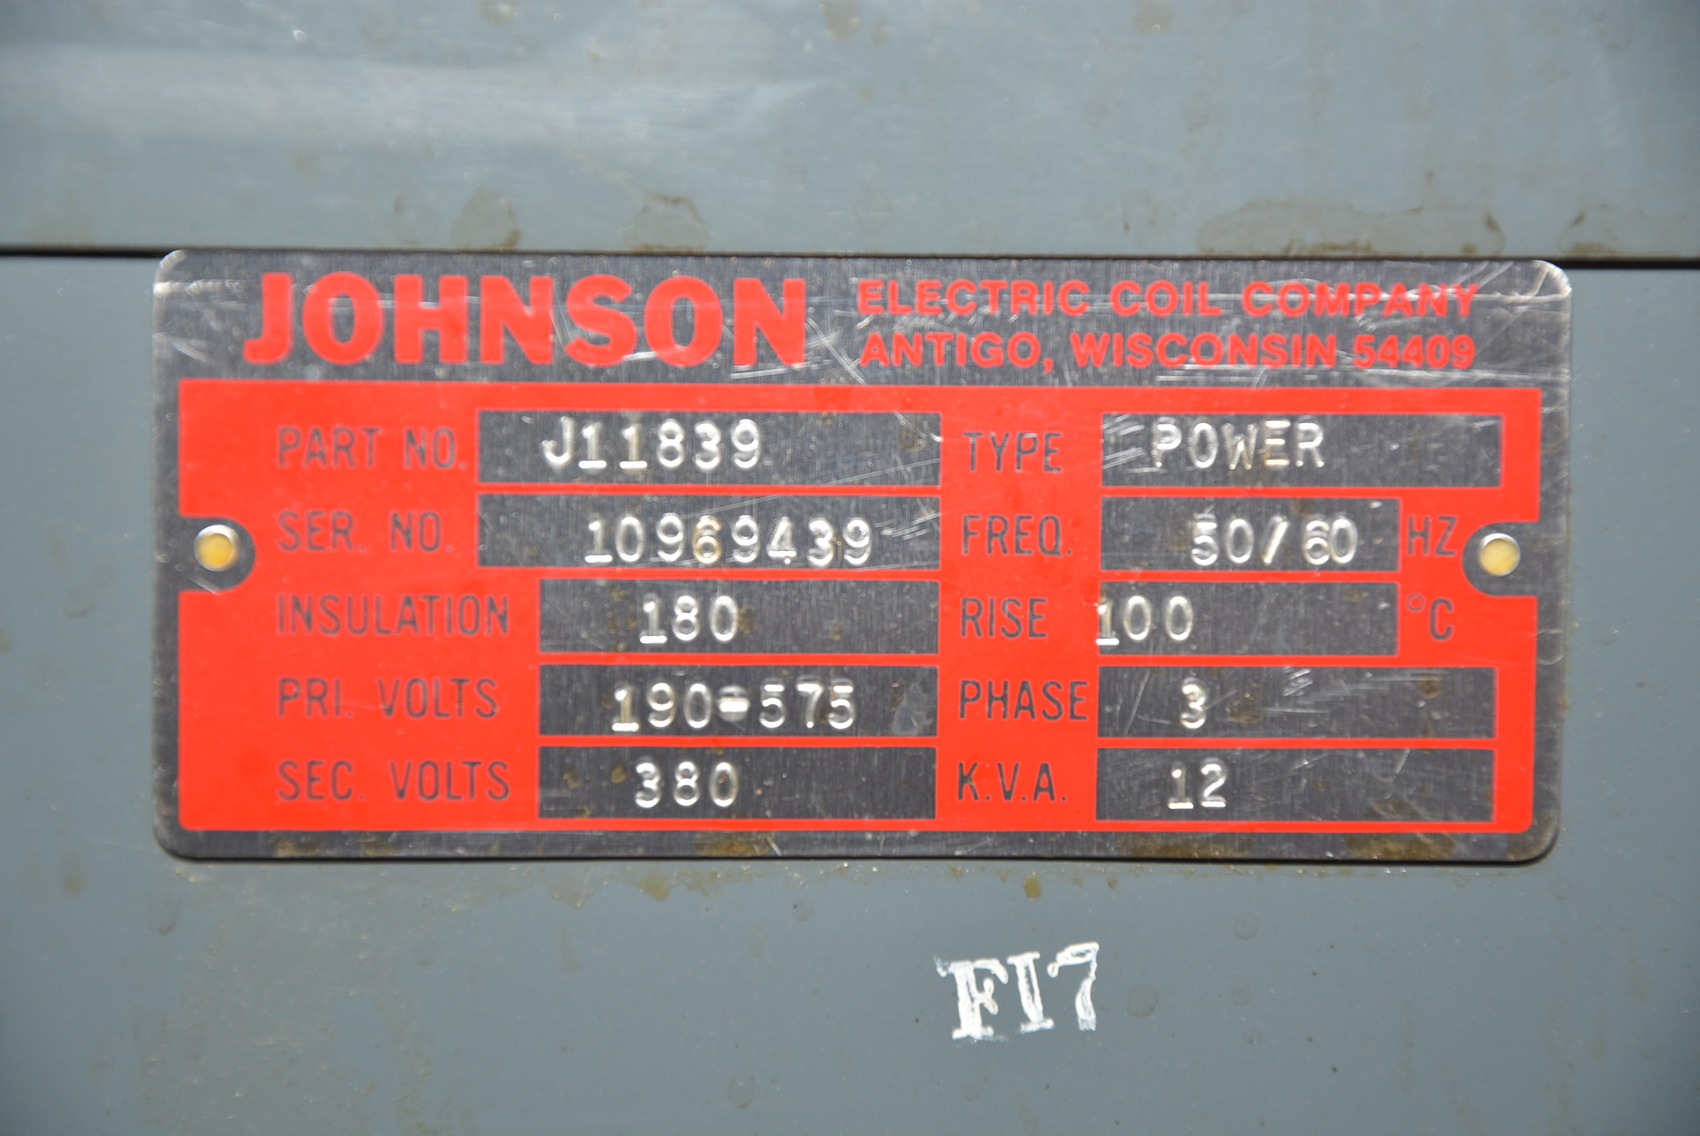 JOHNSON ELECTRIC COIL COMPANY
ANTIGO, WISCONSIN 54409
PART NO. J11839 TYPE POWER
SER. NO. 10969439 FREQ. 50/60 HZ
INSULATION 180 RISE 100 °C
PRI. VOLTS 190-575 PHASE 3
SEC. VOLTS 380 K.V.A. 12
FI7